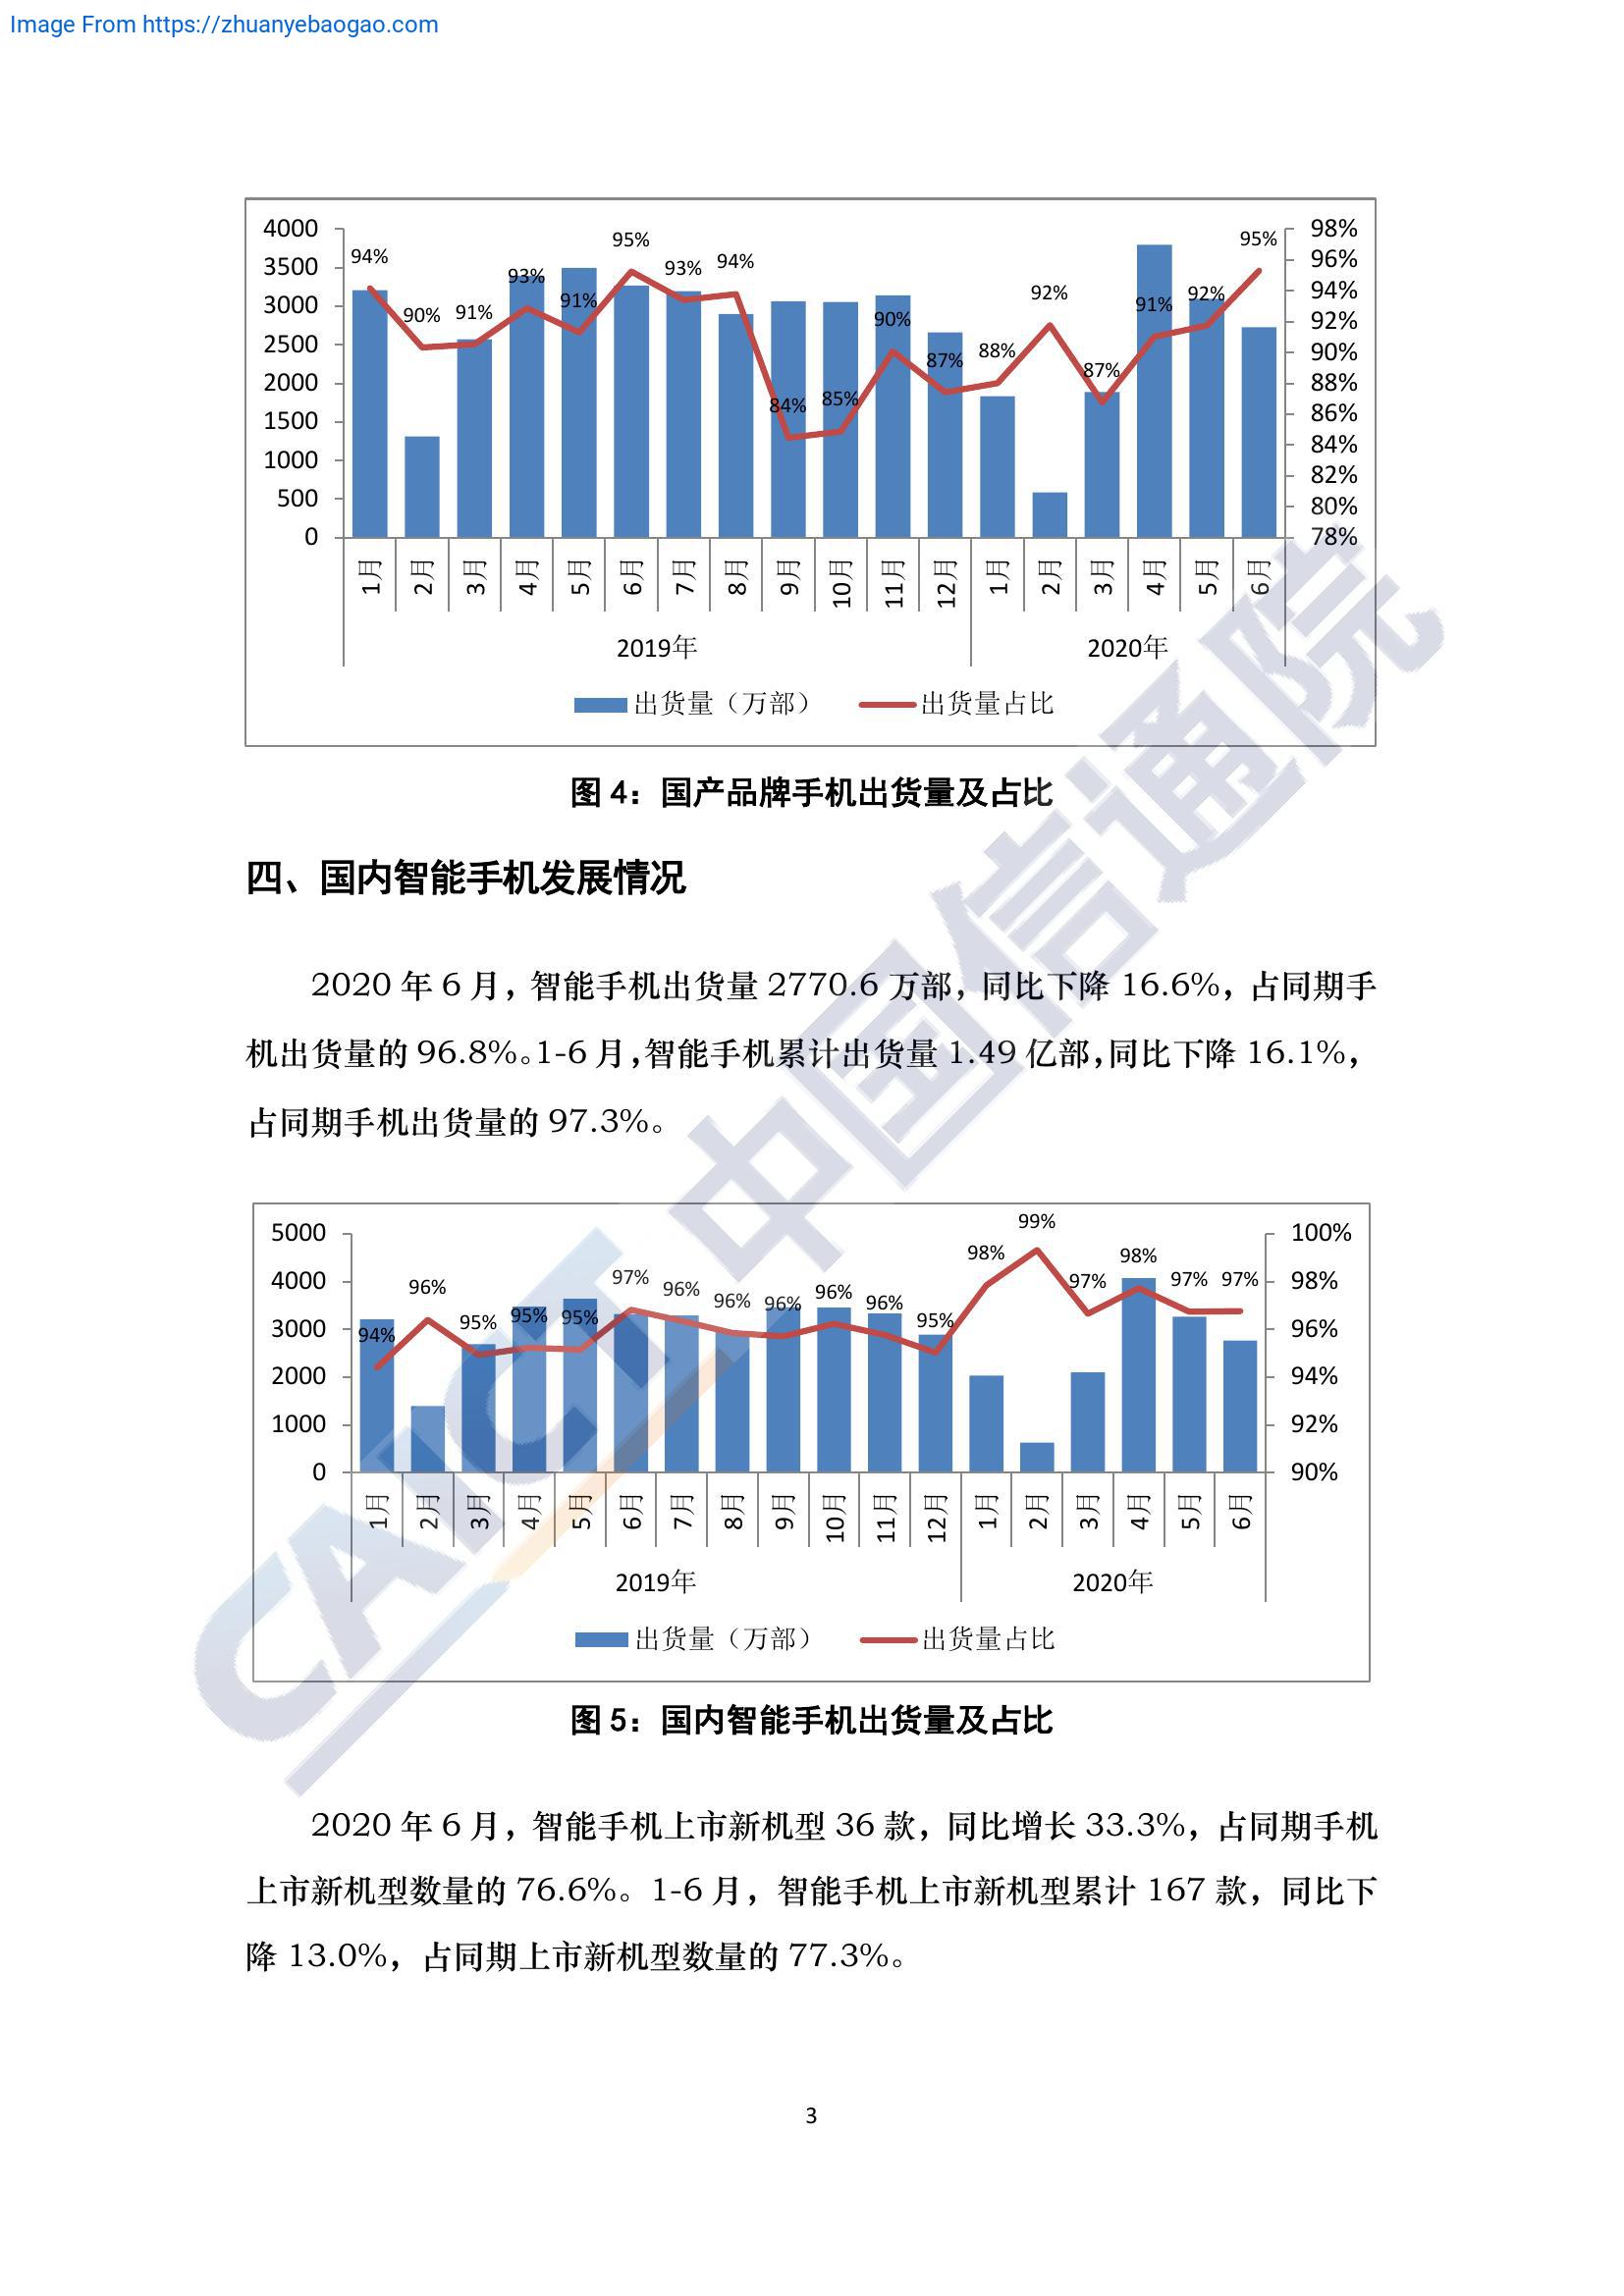 Image From https://zhuanyebaogao.com
4000
3500
3000
2500
2000
1500
1000
500
0
94%
90%
91%
93%
91%
95%
93%
94%
84%
85%
90%
87%
88%
92%
87%
91%
92%
95%
98%
96%
94%
92%
90%
88%
86%
84%
82%
80%
78%
1月
2月
3月
4月
5月
6月
7月
8月
9月
10月
11月
12月
1月
2月
3月
4月
5月
6月
2019年
2020年
出货量（万部）
出货量占比
图 4：国产品牌手机出货量及占比
四、国内智能手机发展情况
2020 年 6 月，智能手机出货量 2770.6 万部，同比下降 16.6%，占同期手
机出货量的 96.8%。1-6 月，智能手机累计出货量 1.49 亿部，同比下降 16.1%，
占同期手机出货量的 97.3%。
5000
4000
3000
2000
1000
0
94%
96%
95%
95%
95%
97%
96%
96%
96%
96%
96%
95%
98%
99%
97%
98%
97%
97%
100%
98%
96%
94%
92%
90%
1月
2月
3月
4月
5月
6月
7月
8月
9月
10月
11月
12月
1月
2月
3月
4月
5月
6月
2019年
2020年
出货量（万部）
出货量占比
图 5：国内智能手机出货量及占比
2020 年 6 月，智能手机上市新机型 36 款，同比增长 33.3%，占同期手机
上市新机型数量的 76.6%。1-6 月，智能手机上市新机型累计 167 款，同比下
降 13.0%，占同期上市新机型数量的 77.3%。
3
CAICT 中国信通院